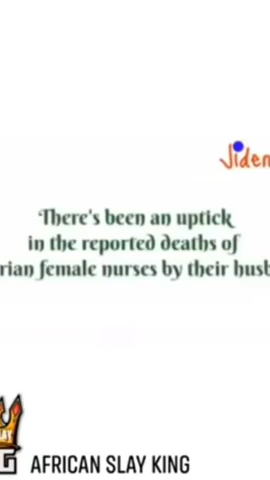 Jiden
There's been an uptick
in the reported deaths of
rian female nurses by their husb
AFRICAN SLAY KING